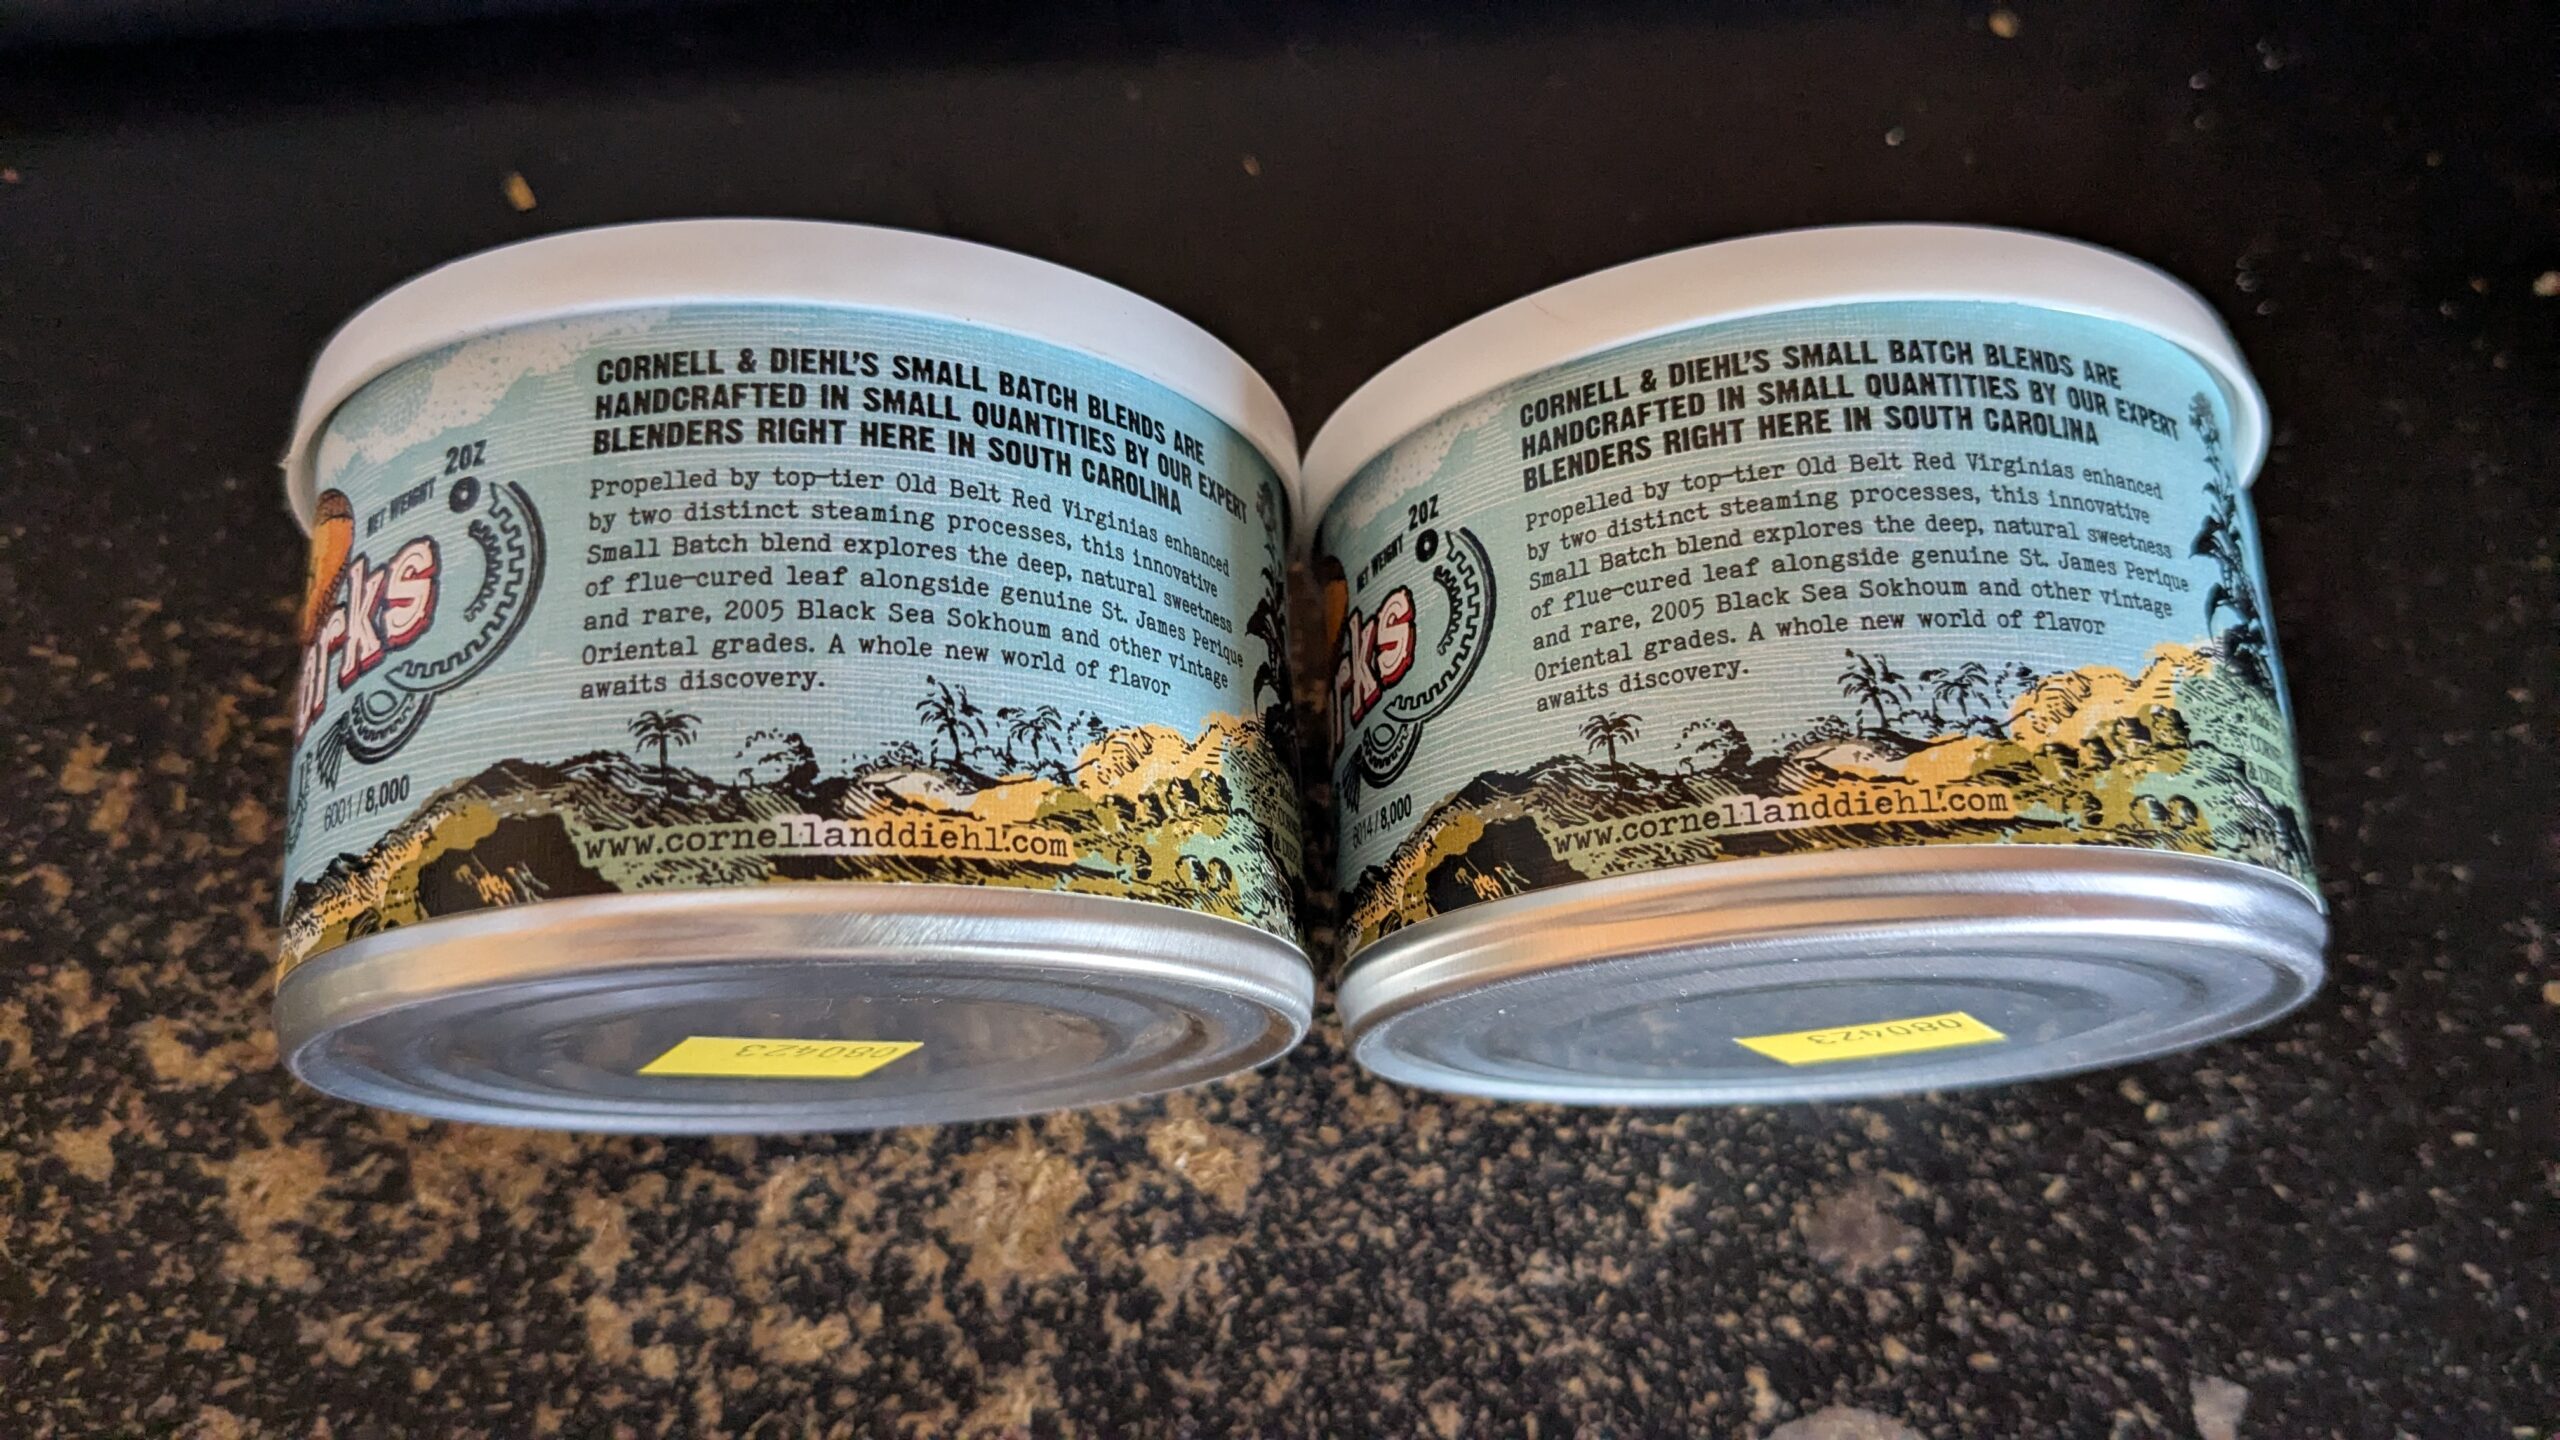 CORNELL & DIEHL'S SMALL BATCH BLENDS ARE
HANDCRAFTED IN SMALL QUANTITIES BY OUR EXPERT
BLENDERS RIGHT HERE IN SOUTH CAROLINA
Propelled by top-tier Old Belt Red Virginias enhanced
by two distinct steaming processes, this innovative
Small Batch blend explores the deep, natural sweetness
of flue-cured leaf alongside genuine St. James Perique
and rare, 2005 Black Sea Sokhoum and other vintage
Oriental grades. A whole new world of flavor
awaits discovery.
NET WEIGHT 2OZ
arks
6001/8,000
www.cornellanddiehl.com
080423
CORNELL & DIEHL'S SMALL BATCH BLENDS ARE
HANDCRAFTED IN SMALL QUANTITIES BY OUR EXPERT
BLENDERS RIGHT HERE IN SOUTH CAROLINA
Propelled by top-tier Old Belt Red Virginias enhanced
by two distinct steaming processes, this innovative
Small Batch blend explores the deep, natural sweetness
of flue-cured leaf alongside genuine St. James Perique
and rare, 2005 Black Sea Sokhoum and other vintage
Oriental grades. A whole new world of flavor
awaits discovery.
NET WEIGHT 2OZ
rks
6014/8,000
www.cornellanddiehl.com
080423